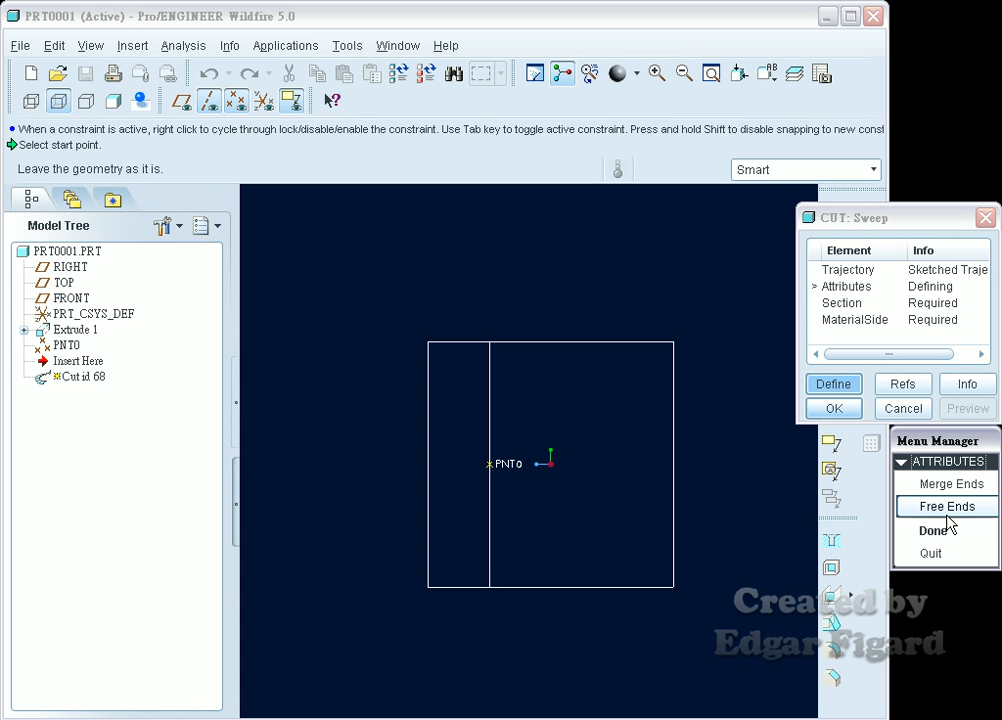 PRT0001 (Active) - Pro/ENGINEER Wildfire 5.0
File Edit View Insert Analysis Info Applications Tools Window Help
When a constraint is active, right click to cycle through lock/disable/enable the constraint. Use Tab key to toggle active constraint. Press and hold Shift to disable snapping to new const
Select start point.
Leave the geometry as it is.
Smart
Model Tree
PRT0001.PRT
RIGHT
TOP
FRONT
PRT_CSYS_DEF
Extrude 1
PNT0
Insert Here
Cut id 68
PNT0
CUT: Sweep
Element Info
Trajectory Sketched Traje
> Attributes Defining
Section Required
MaterialSide Required
Define Refs Info
OK Cancel Preview
Menu Manager
ATTRIBUTES
Merge Ends
Free Ends
Done
Quit
Created by
Edgar Figard